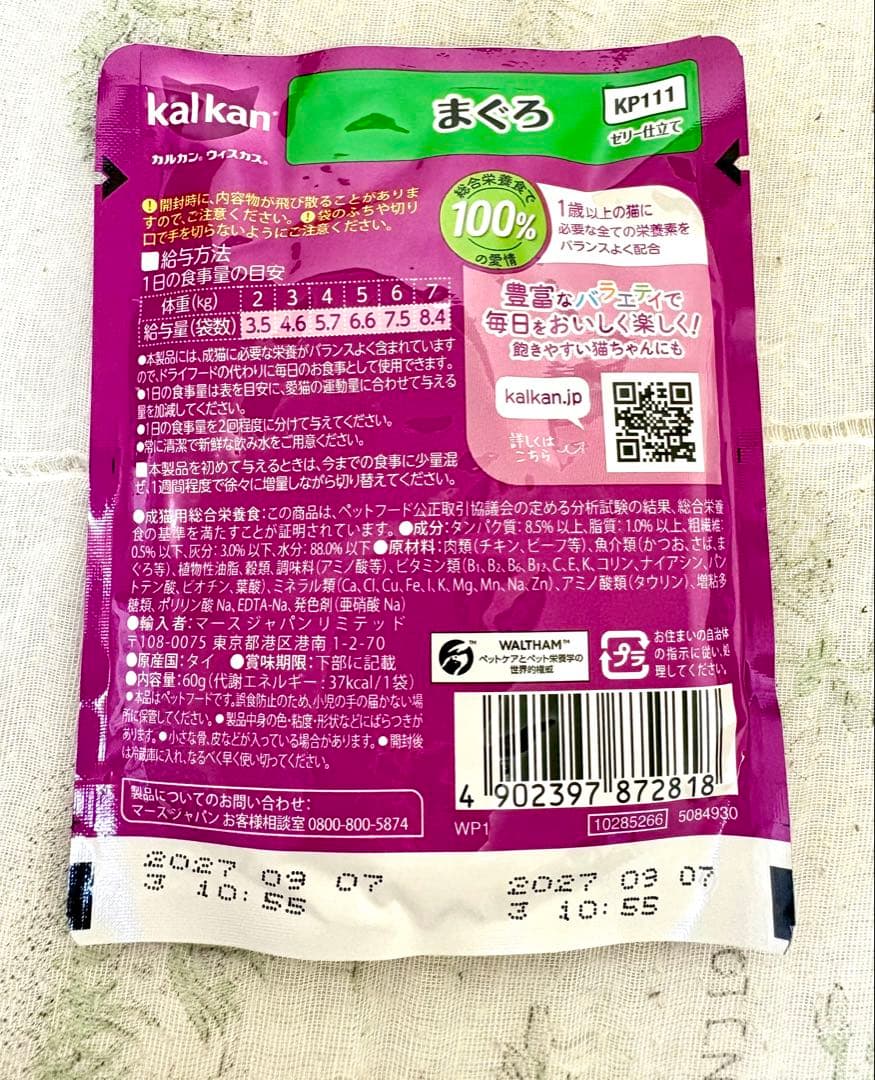 kal kan
カルカン® ウィスカス®
まぐろ
KP111
ゼリー仕立て
!開封時に、内容物が飛び散ることがありま
すので、ご注意ください。!袋のふちや切り
口で手を切らないようにご注意ください。
■給与方法
1日の食事量の目安
体重(kg) 2 3 4 5 6 7
給与量(袋数) 3.5 4.6 5.7 6.6 7.5 8.4
●本製品には、成猫に必要な栄養がバランスよく含まれています
ので、ドライフードの代わりに毎日のお食事として使用できます。
●1日の食事量は表を目安に、愛猫の運動量に合わせて与える
量を加減してください。
●1日の食事量を2回程度に分けて与えてください。
●常に清潔で新鮮な飲み水をご用意ください。
■本製品を初めて与えるときは、今までの食事に少量混
ぜ、1週間程度で徐々に増量しながら切り替えてください。
総合栄養食で
100%
の愛情
1歳以上の猫に
必要な全ての栄養素を
バランスよく配合
豊富なバラエティで
毎日をおいしく楽しく!
飽きやすい猫ちゃんにも
kalkan.jp
詳しくは
こちら
●成猫用総合栄養食:この商品は、ペットフード公正取引協議会の定める分析試験の結果、総合栄養
食の基準を満たすことが証明されています。●成分:タンパク質:8.5%以上、脂質:1.0%以上、粗繊維:
0.5%以下、灰分:3.0%以下、水分:88.0%以下●原材料:肉類(チキン、ビーフ等)、魚介類(かつお、さば、ま
ぐろ等)、植物性油脂、穀類、調味料(アミノ酸等)、ビタミン類(B1、B2、B6、B12、C、E、K、コリン、ナイアシン、パン
トテン酸、ビオチン、葉酸)、ミネラル類(Ca、Cl、Cu、Fe、I、K、Mg、Mn、Na、Zn)、アミノ酸類(タウリン)、増粘多
糖類、ポリリン酸Na、EDTA-Na、発色剤(亜硝酸Na)
●輸入者:マース ジャパン リミテッド
〒108-0075 東京都港区港南 1-2-70
●原産国:タイ ●賞味期限:下部に記載
●内容量:60g(代謝エネルギー:37kcal/1袋)
●本品はペットフードです。誤食防止のため、小児の手の届かない場
所に保管してください。●製品中身の色・粘度・形状などにばらつきが
あります。●小さな骨、皮などが入っている場合があります。●開封後
は冷蔵庫に入れ、なるべく早く使い切ってください。
WALTHAM™
ペットケアとペット栄養学の
世界的権威
プラ
お住まいの自治体
の指示に従い、処
理してください。
製品についてのお問い合わせ:
マース ジャパン お客様相談室 0800-800-5874
4 902397 872818
WP1
10285266
5084930
2027 09 07
3 10:55
2027 09 07
3 10:55